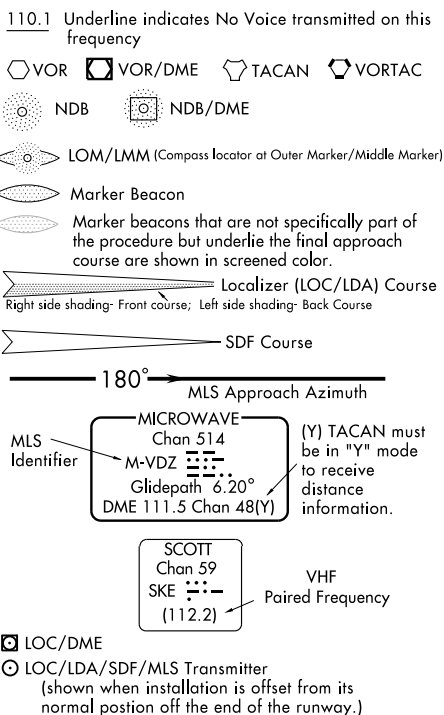 110.1 Underline indicates No Voice transmitted on this
frequency
VOR VOR/DME TACAN VORTAC
NDB NDB/DME
LOM/LMM (Compass locator at Outer Marker/Middle Marker)
Marker Beacon
Marker beacons that are not specifically part of
the procedure but underlie the final approach
course are shown in screened color.
Localizer (LOC/LDA) Course
Right side shading- Front course; Left side shading- Back Course
SDF Course
180°
MLS Approach Azimuth
MLS
Identifier
MICROWAVE
Chan 514
M-VDZ
Glidepath 6.20°
DME 111.5 Chan 48(Y)
(Y) TACAN must
be in "Y" mode
to receive
distance
information.
SCOTT
Chan 59
SKE
(112.2)
VHF
Paired Frequency
LOC/DME
LOC/LDA/SDF/MLS Transmitter
(shown when installation is offset from its
normal postion off the end of the runway.)